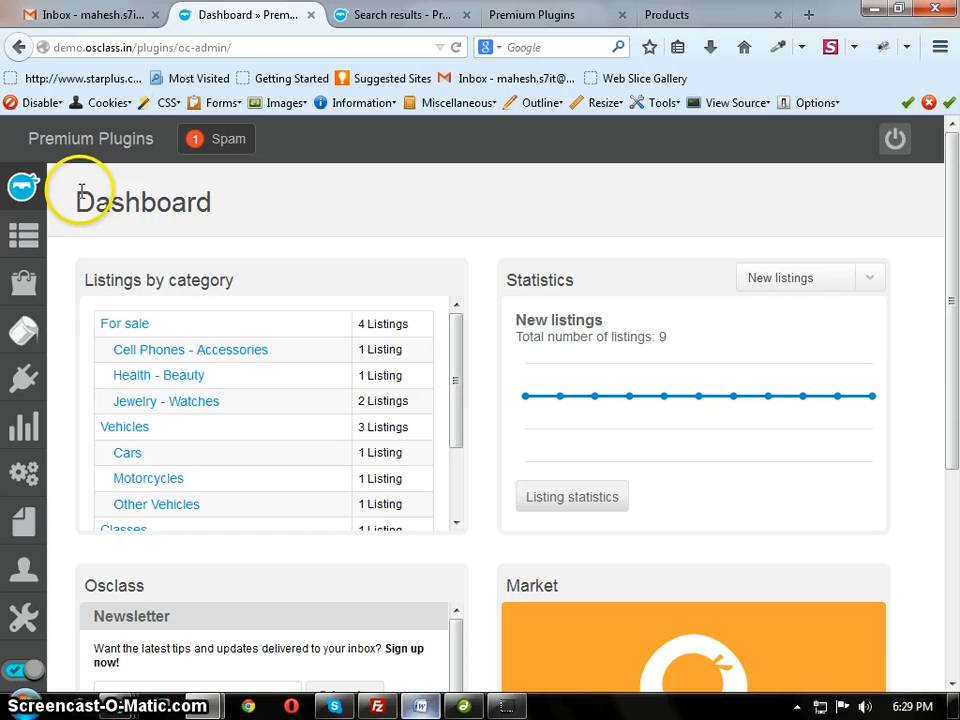 Inbox - mahesh.s7i...
Dashboard » Prem...
Search results - Pr...
Premium Plugins
Products
demo.osclass.in/plugins/oc-admin/
Google
http://www.starplus.c...
Most Visited
Getting Started
Suggested Sites
Inbox - mahesh.s7it@...
Web Slice Gallery
Disable
Cookies
CSS
Forms
Images
Information
Miscellaneous
Outline
Resize
Tools
View Source
Options
Premium Plugins
1 Spam
Dashboard
Listings by category
For sale 4 Listings
Cell Phones - Accessories 1 Listing
Health - Beauty 1 Listing
Jewelry - Watches 2 Listings
Vehicles 3 Listings
Cars 1 Listing
Motorcycles 1 Listing
Other Vehicles 1 Listing
Classes 1 Listing
Statistics
New listings
New listings
Total number of listings: 9
Listing statistics
Osclass
Newsletter
Want the latest tips and updates delivered to your inbox? Sign up
now!
Market
Screencast-O-Matic.com
6:29 PM